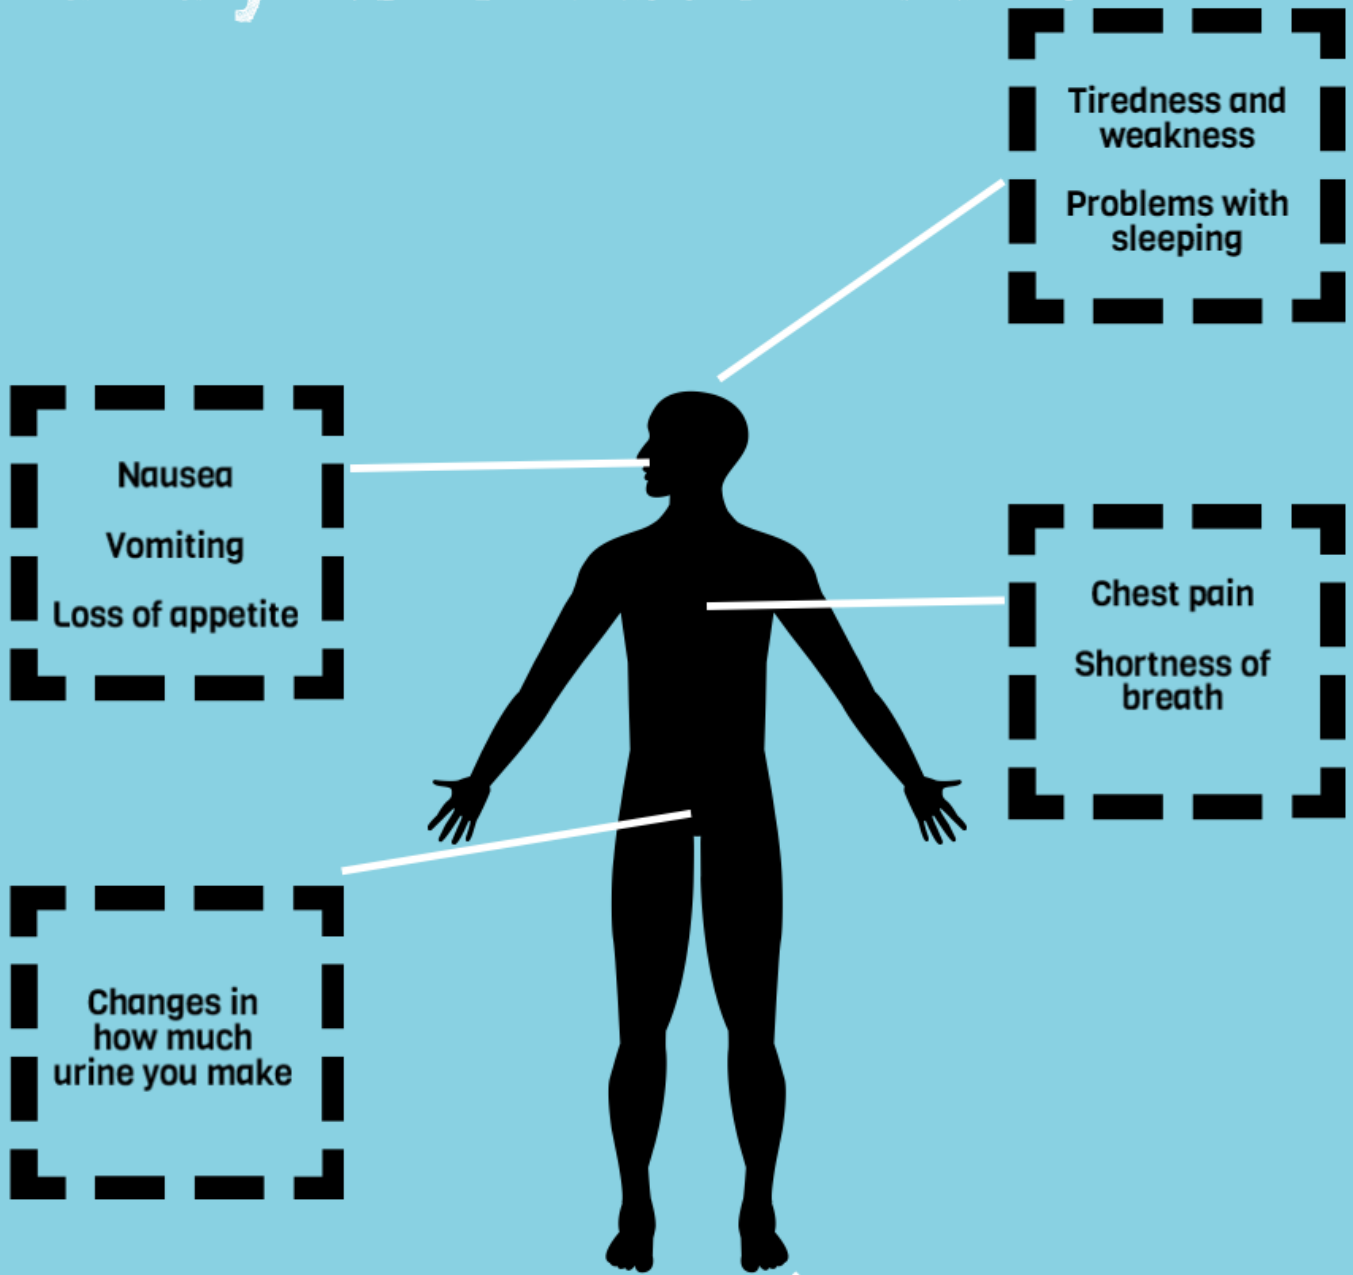 Tiredness and
weakness
Problems with
sleeping
Nausea
Vomiting
Loss of appetite
Chest pain
Shortness of
breath
Changes in
how much
urine you make